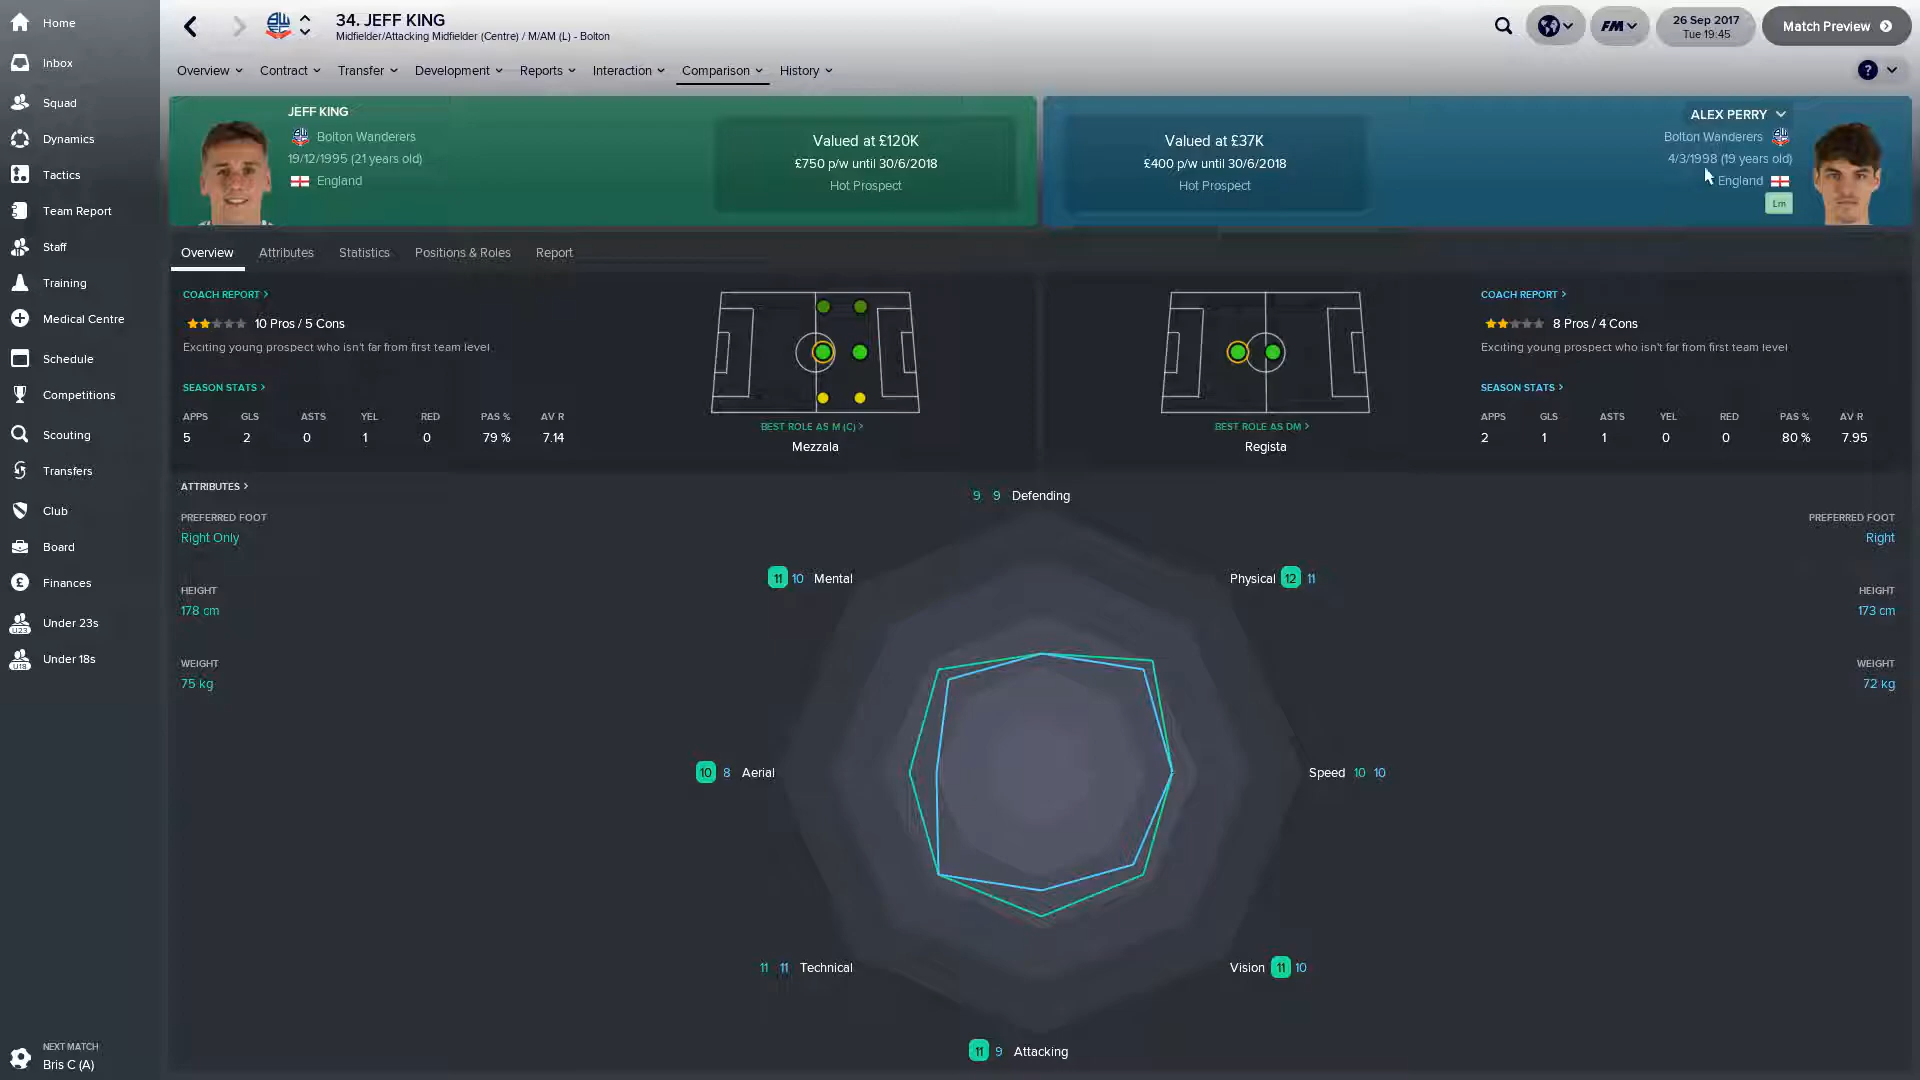 Home
Inbox
Squad
Dynamics
Tactics
Team Report
Staff
Training
Medical Centre
Schedule
Competitions
Scouting
Transfers
Club
Board
Finances
Under 23s
Under 18s
NEXT MATCH
Bris C (A)
34. JEFF KING
Midfielder/Attacking Midfielder (Centre) / M/AM (L) - Bolton
FM
26 Sep 2017
Tue 19:45
Match Preview
Overview Contract Transfer Development Reports Interaction Comparison History
?
JEFF KING
Bolton Wanderers
19/12/1995 (21 years old)
England
Valued at £120K
£750 p/w until 30/6/2018
Hot Prospect
Valued at £37K
£400 p/w until 30/6/2018
Hot Prospect
ALEX PERRY
Bolton Wanderers
4/3/1998 (19 years old)
England
Lm
Overview Attributes Statistics Positions & Roles Report
COACH REPORT >
10 Pros / 5 Cons
Exciting young prospect who isn't far from first team level
SEASON STATS >
APPS GLS ASTS YEL RED PAS % AV R
5 2 0 1 0 79 % 7.14
BEST ROLE AS M (C) >
Mezzala
BEST ROLE AS DM >
Regista
COACH REPORT >
8 Pros / 4 Cons
Exciting young prospect who isn't far from first team level
SEASON STATS >
APPS GLS ASTS YEL RED PAS % AV R
2 1 1 0 0 80 % 7.95
ATTRIBUTES >
PREFERRED FOOT
Right Only
HEIGHT
178 cm
WEIGHT
75 kg
9 9 Defending
11 10 Mental
Physical 12 11
10 8 Aerial
Speed 10 10
11 11 Technical
Vision 11 10
11 9 Attacking
PREFERRED FOOT
Right
HEIGHT
173 cm
WEIGHT
72 kg